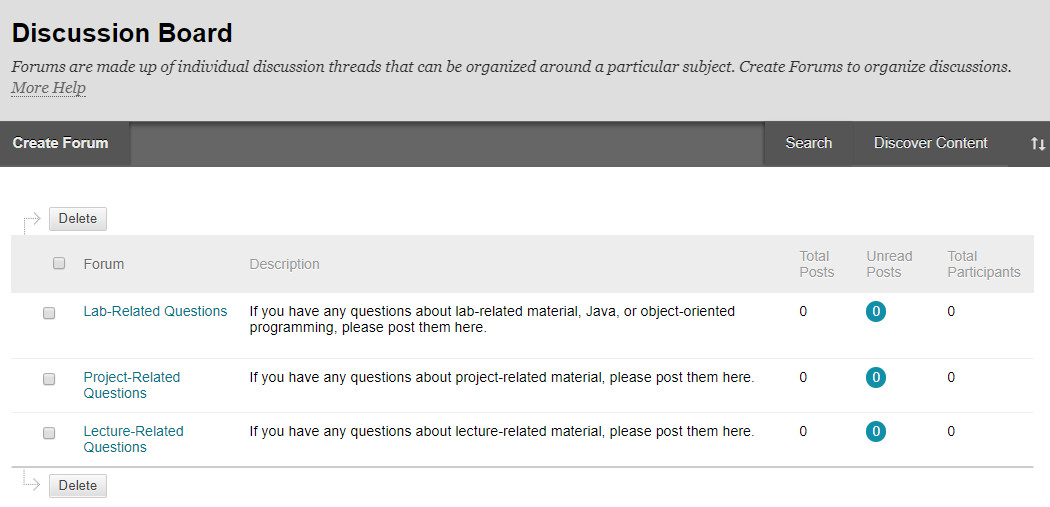 Discussion Board
Forums are made up of individual discussion threads that can be organized around a particular subject. Create Forums to organize discussions.
More Help
Create Forum
Search
Discover Content
Delete
Forum
Description
Total
Posts
Unread
Posts
Total
Participants
Lab-Related Questions
If you have any questions about lab-related material, Java, or object-oriented
programming, please post them here.
0
0
0
Project-Related
Questions
If you have any questions about project-related material, please post them here.
0
0
0
Lecture-Related
Questions
If you have any questions about lecture-related material, please post them here.
0
0
0
Delete